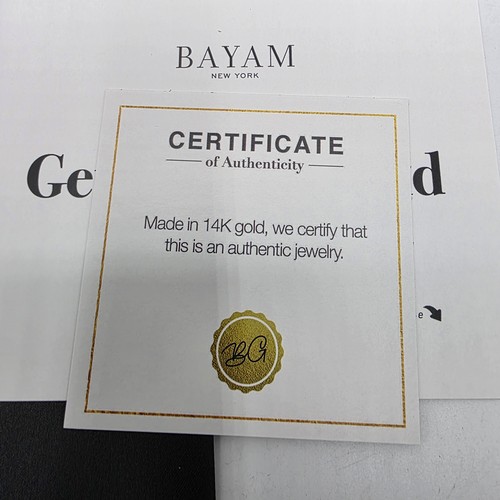 BAYAM
NEW YORK
CERTIFICATE
of Authenticity
Made in 14K gold, we certify that
this is an authentic jewelry.
BG